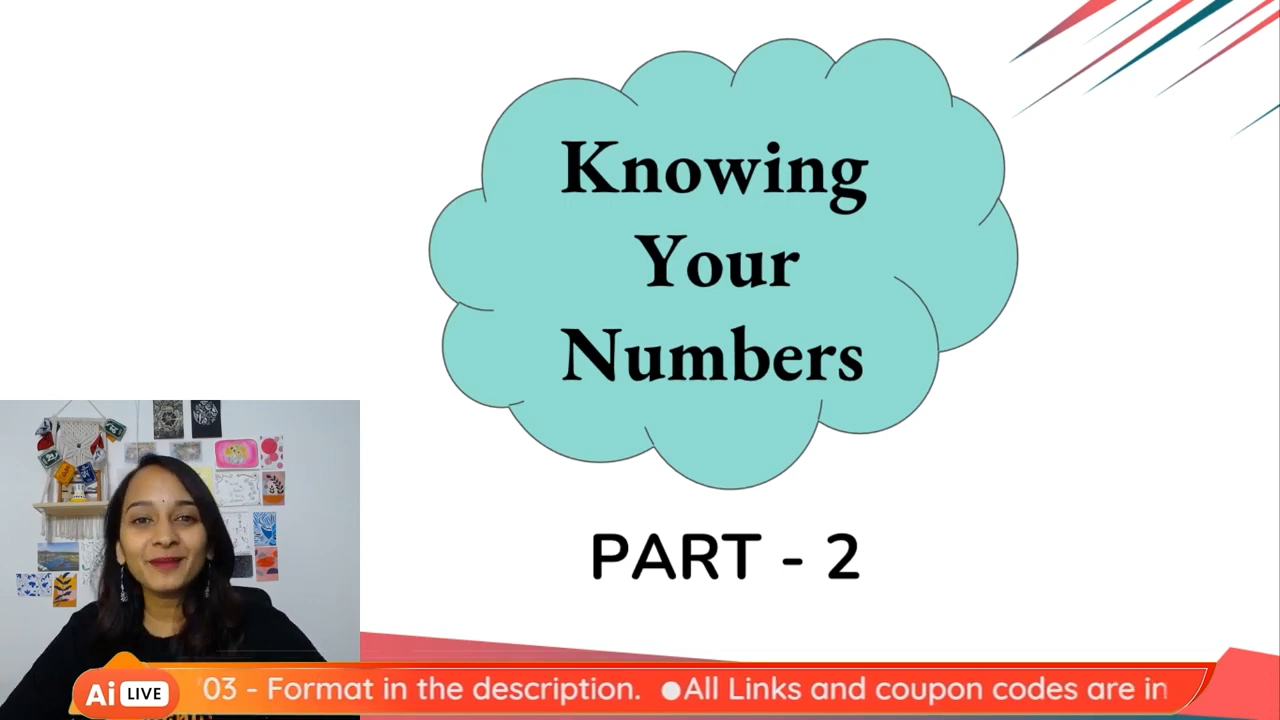 Knowing
Your
Numbers
PART - 2
Ai LIVE
'03 - Format in the description. ●All Links and coupon codes are in